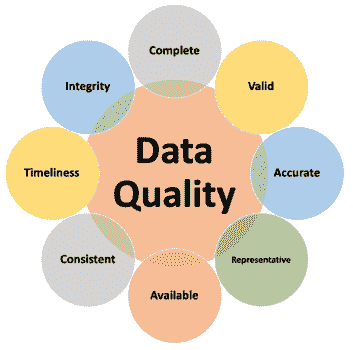 Complete
Valid
Accurate
Representative
Available
Consistent
Timeliness
Integrity
Data
Quality